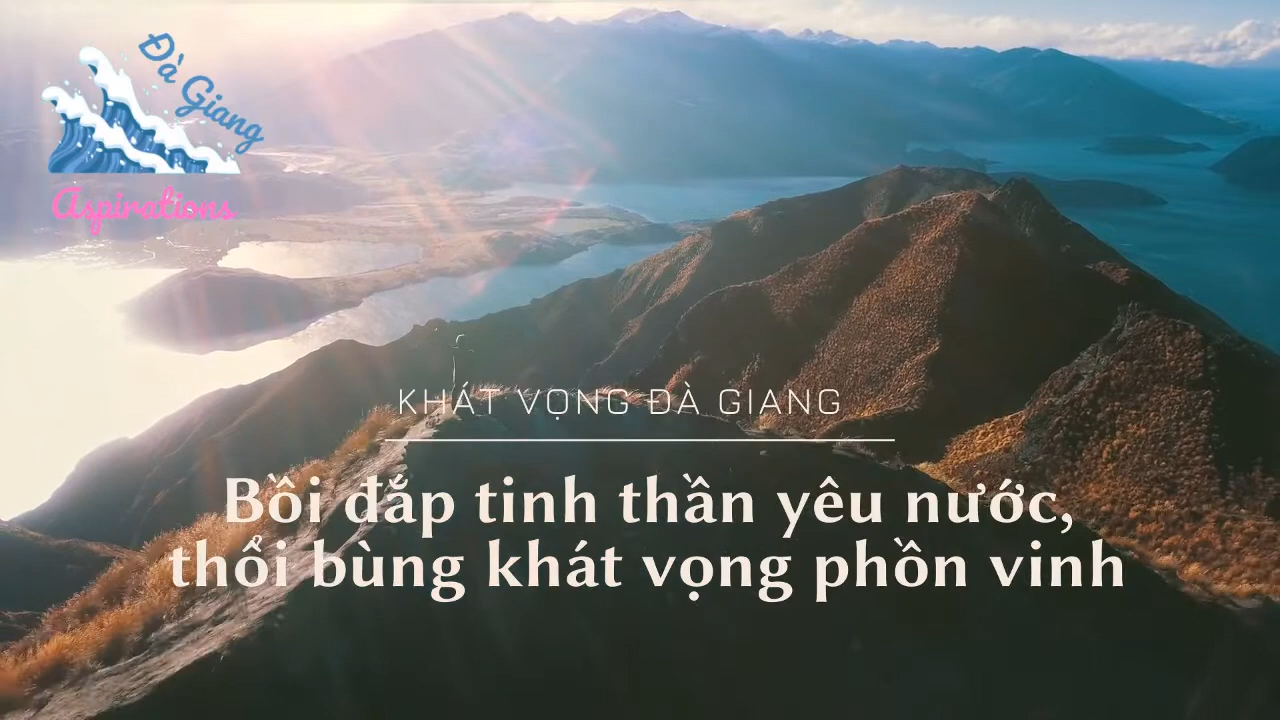 Đà Giang
Aspirations
KHÁT VỌNG ĐÀ GIANG
Bồi đắp tinh thần yêu nước,
thổi bùng khát vọng phồn vinh